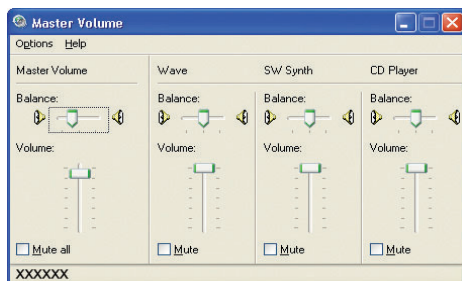 Master Volume
Options Help
Master Volume Wave SW Synth CD Player
Balance: Balance: Balance: Balance:
Volume: Volume: Volume: Volume:
Mute all Mute Mute Mute
XXXXXX